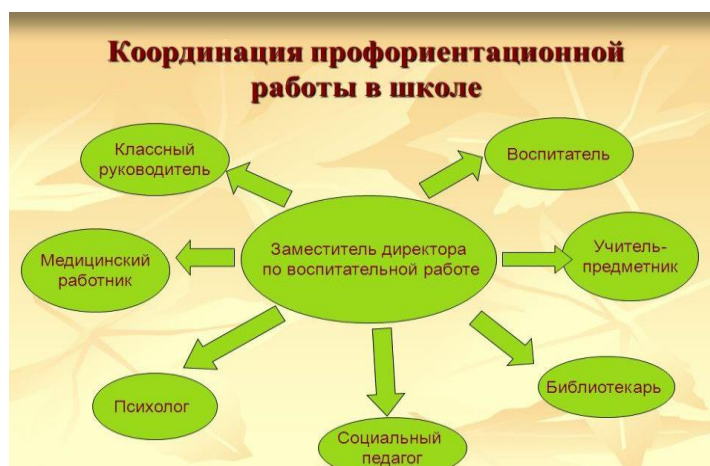 Координация профориентационной
работы в школе
Классный
руководитель
Воспитатель
Медицинский
работник
Заместитель директора
по воспитательной работе
Учитель-
предметник
Психолог
Библиотекарь
Социальный
педагог